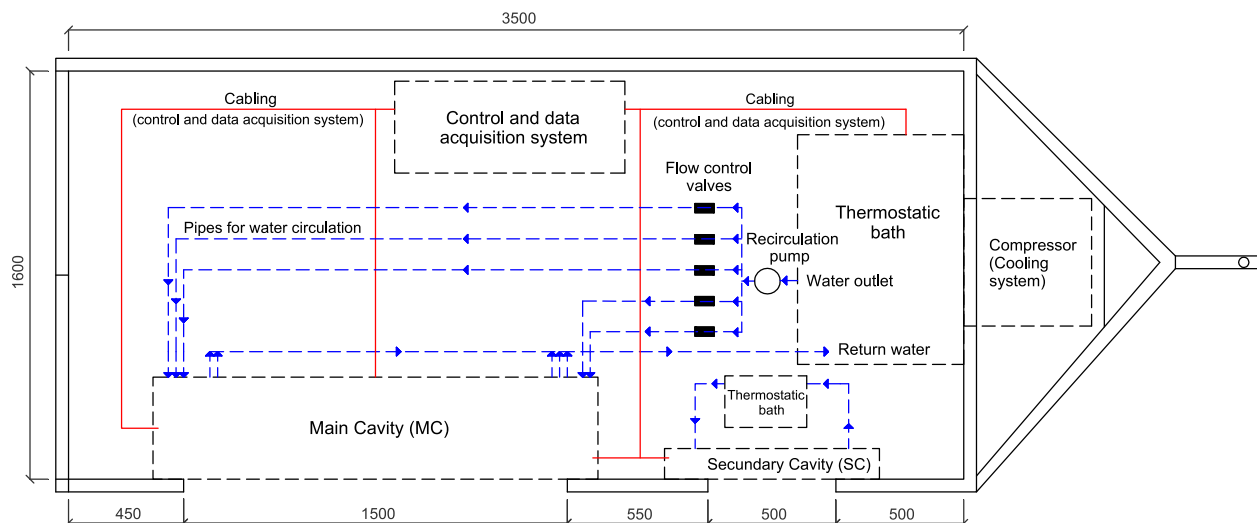 3500
Cabling
(control and data acquisition system)
Control and data
acquisition system
Cabling
(control and data acquisition system)
Flow control
valves
Pipes for water circulation
Recirculation
pump
Thermostatic
bath
Water outlet
Compressor
(Cooling
system)
1600
Return water
Thermostatic
bath
Main Cavity (MC)
Secundary Cavity (SC)
450
1500
550
500
500